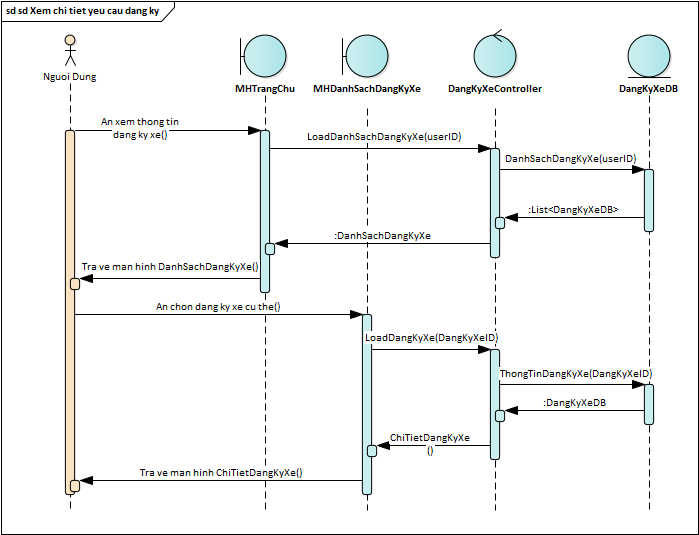 sd sd Xem chi tiet yeu cau dang ky
Nguoi Dung
MHTrangChu
MHDanhSachDangKyXe
DangKyXeController
DangKyXeDB
An xem thong tin
dang ky xe()
LoadDanhSachDangKyXe(userID)
DanhSachDangKyXe(userID)
:List<DangKyXeDB>
:DanhSachDangKyXe
Tra ve man hinh DanhSachDangKyXe()
An chon dang ky xe cu the()
LoadDangKyXe(DangKyXeID)
ThongTinDangKyXe(DangKyXeID)
:DangKyXeDB
ChiTietDangKyXe
()
Tra ve man hinh ChiTietDangKyXe()